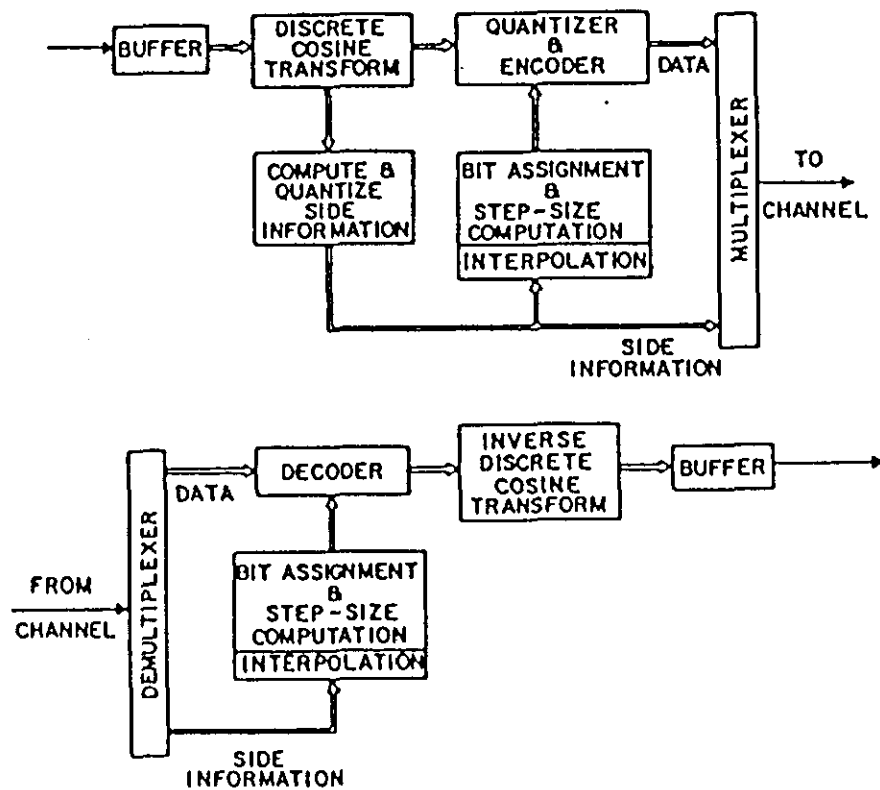 BUFFER
DISCRETE
COSINE
TRANSFORM
QUANTIZER
&
ENCODER
DATA
COMPUTE &
QUANTIZE
SIDE
INFORMATION
BIT ASSIGNMENT
&
STEP-SIZE
COMPUTATION
INTERPOLATION
MULTIPLEXER
TO
CHANNEL
SIDE
INFORMATION
FROM
CHANNEL
DEMULTIPLEXER
DATA
DECODER
INVERSE
DISCRETE
COSINE
TRANSFORM
BUFFER
BIT ASSIGNMENT
&
STEP-SIZE
COMPUTATION
INTERPOLATION
SIDE
INFORMATION